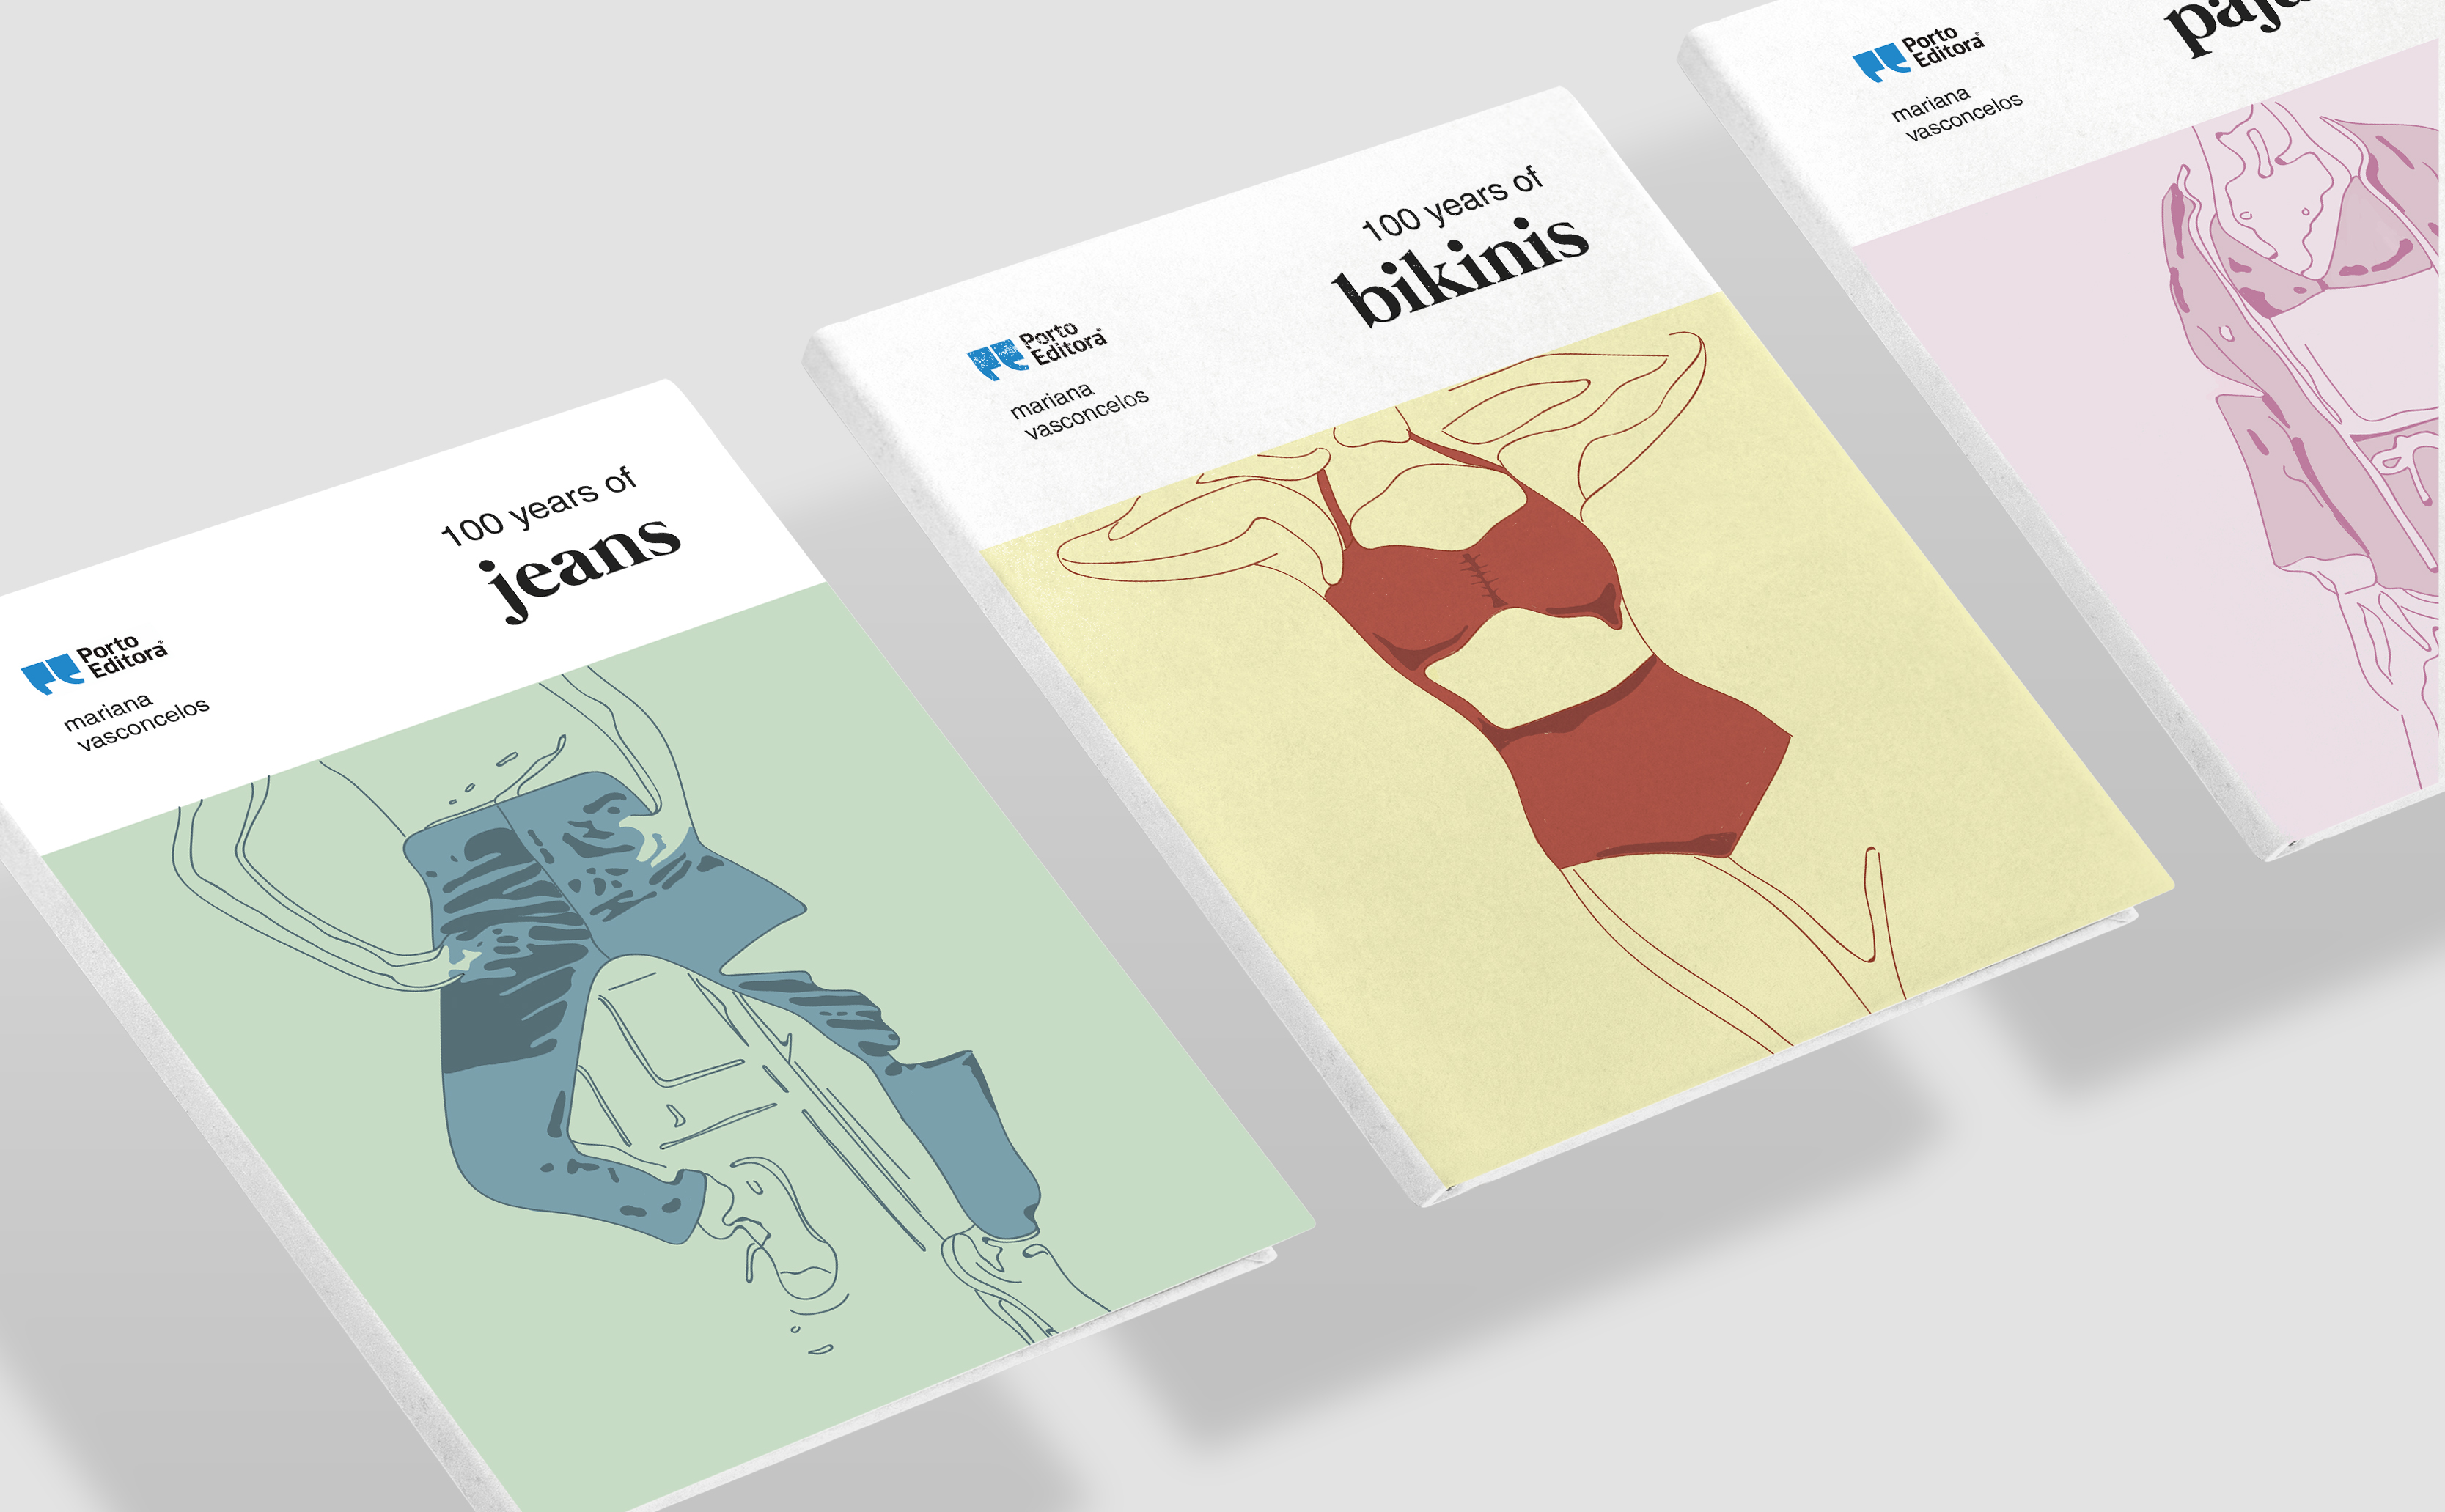 100 years of
jeans
Porto
Editora®
mariana
vasconcelos
100 years of
bikinis
Porto
Editora®
mariana
vasconcelos
Porto
Editora®
mariana
vasconcelos